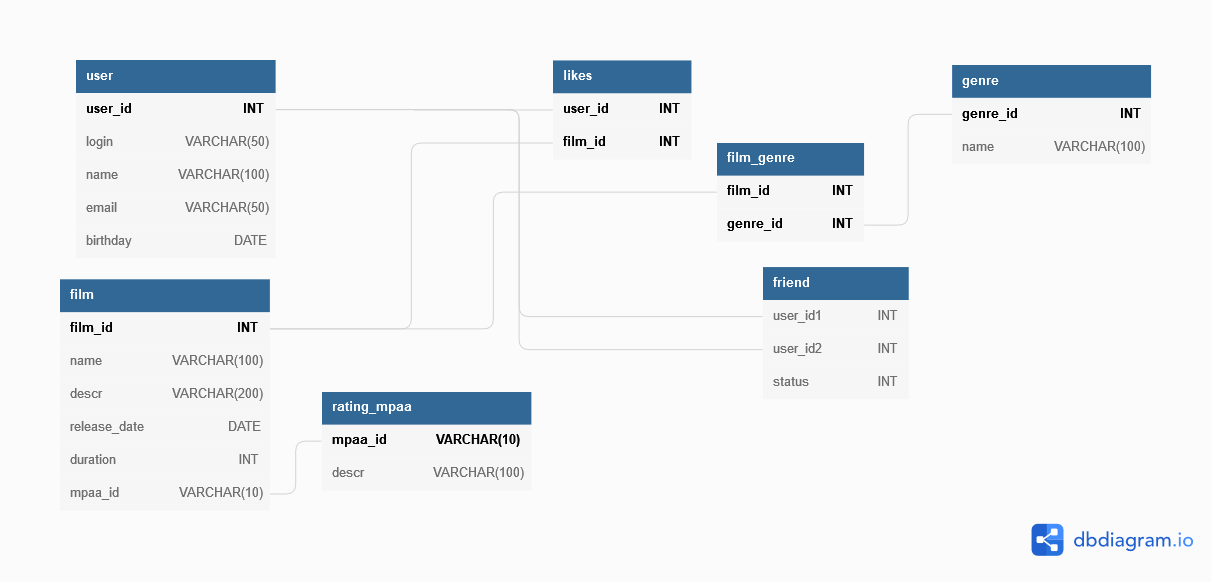 user
user_id INT
login VARCHAR(50)
name VARCHAR(100)
email VARCHAR(50)
birthday DATE
film
film_id INT
name VARCHAR(100)
descr VARCHAR(200)
release_date DATE
duration INT
mpaa_id VARCHAR(10)
rating_mpaa
mpaa_id VARCHAR(10)
descr VARCHAR(100)
likes
user_id INT
film_id INT
film_genre
film_id INT
genre_id INT
friend
user_id1 INT
user_id2 INT
status INT
genre
genre_id INT
name VARCHAR(100)
dbdiagram.io